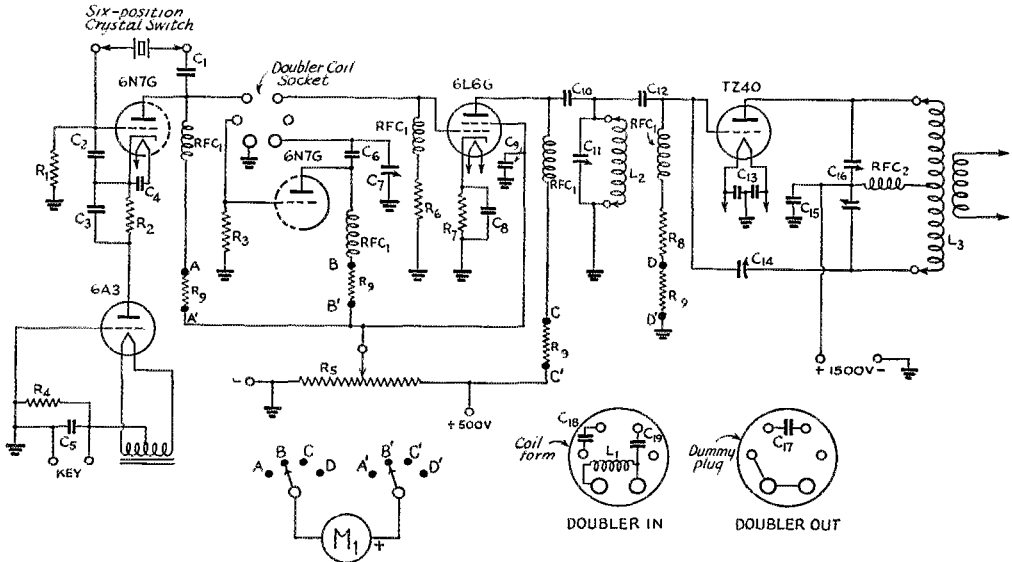 Six-position
Crystal Switch
C1
6N7G
Doubler Coil
Socket
6L6G
C10
C12
TZ40
RFC1
R1
C2
C4
C3
R2
6N7G
C6
C7
R3
RFC1
RFC1
R6
C9
R7
C8
RFC1
C11
L2
RFC1
R8
C13
C15
C16
RFC2
L3
C14
6A3
A
R9
A'
B
R9
B'
C
R9
C'
D
R9
D'
R4
C5
KEY
-
R5
+500V
+1500V-
A
B
C
D
A'
B'
C'
D'
M1
+
Coil
form
C18
C19
L1
DOUBLER IN
Dummy
plug
C17
DOUBLER OUT